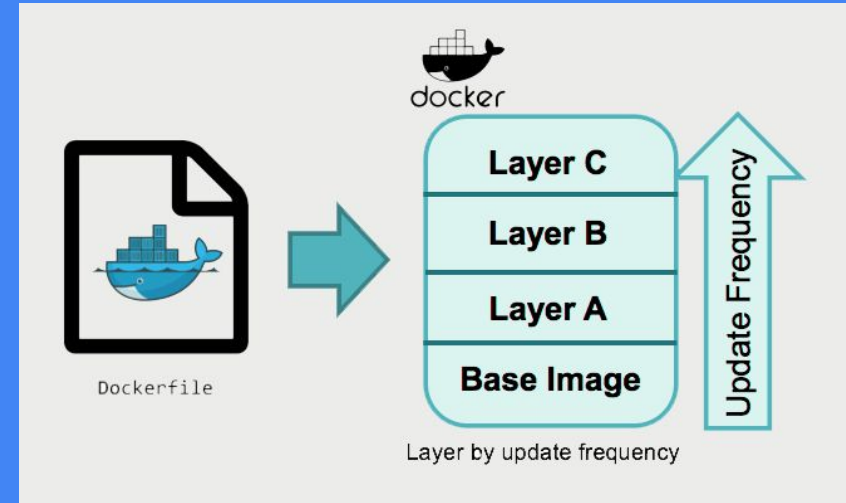 docker
Layer C
Layer B
Layer A
Base Image
Update Frequency
Dockerfile
Layer by update frequency